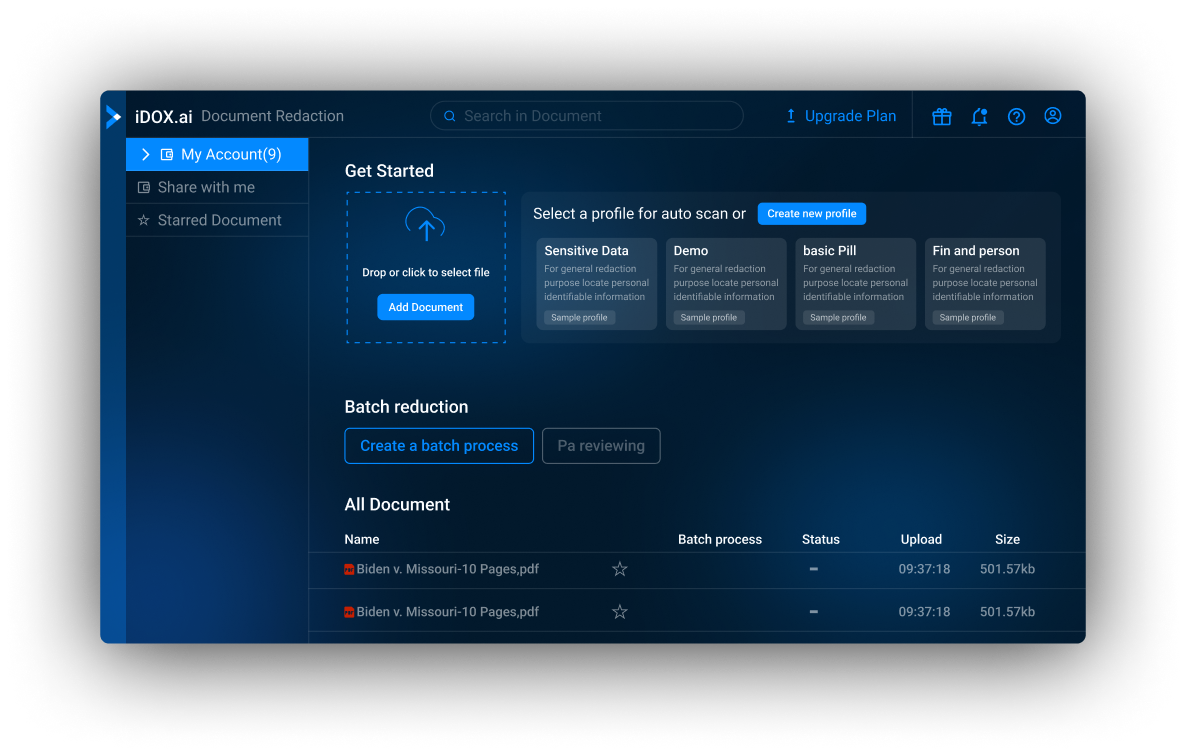 iDOX.ai Document Redaction
Search in Document
Upgrade Plan
My Account(9)
Share with me
Starred Document
Get Started
Drop or click to select file
Add Document
Select a profile for auto scan or
Create new profile
Sensitive Data
For general redaction
purpose locate personal
identifiable information
Sample profile
Demo
For general redaction
purpose locate personal
identifiable information
Sample profile
basic Pill
For general redaction
purpose locate personal
identifiable information
Sample profile
Fin and person
For general redaction
purpose locate personal
identifiable information
Sample profile
Batch reduction
Create a batch process
Pa reviewing
All Document
Name Batch process Status Upload Size
Biden v. Missouri-10 Pages,pdf 09:37:18 501.57kb
Biden v. Missouri-10 Pages,pdf 09:37:18 501.57kb